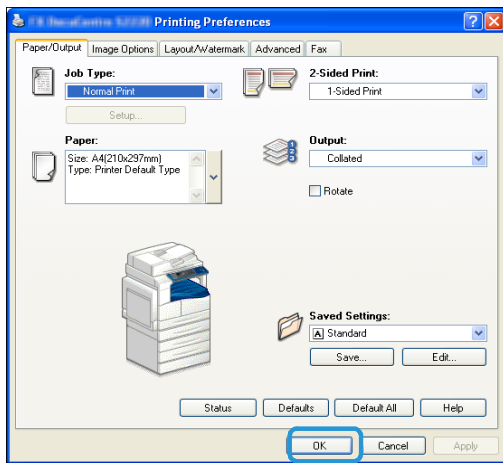 Printing Preferences
Paper/Output Image Options Layout/Watermark Advanced Fax
Job Type:
Normal Print
Setup...
2-Sided Print:
1-Sided Print
Paper:
Size: A4(210x297mm)
Type: Printer Default Type
Output:
Collated
Rotate
Saved Settings:
A Standard
Save... Edit...
Status Defaults Default All Help
OK Cancel Apply